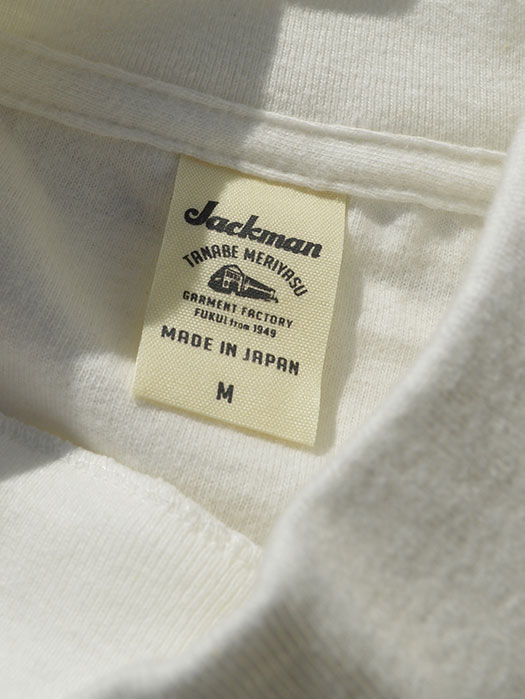 Jackman
TANABE MERIYASU
GARMENT FACTORY
FUKUI from 1949
MADE IN JAPAN
M